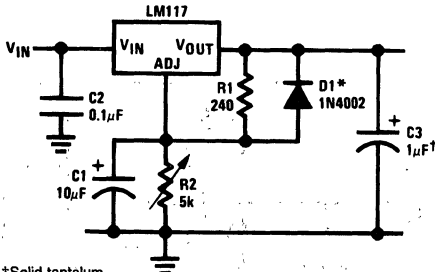 LM117
VIN
VIN
VOUT
ADJ
R1
240
D1*
1N4002
C2
0.1µF
C3
1µF†
C1
10µF
R2
5k
+
+
†Solid tantalum